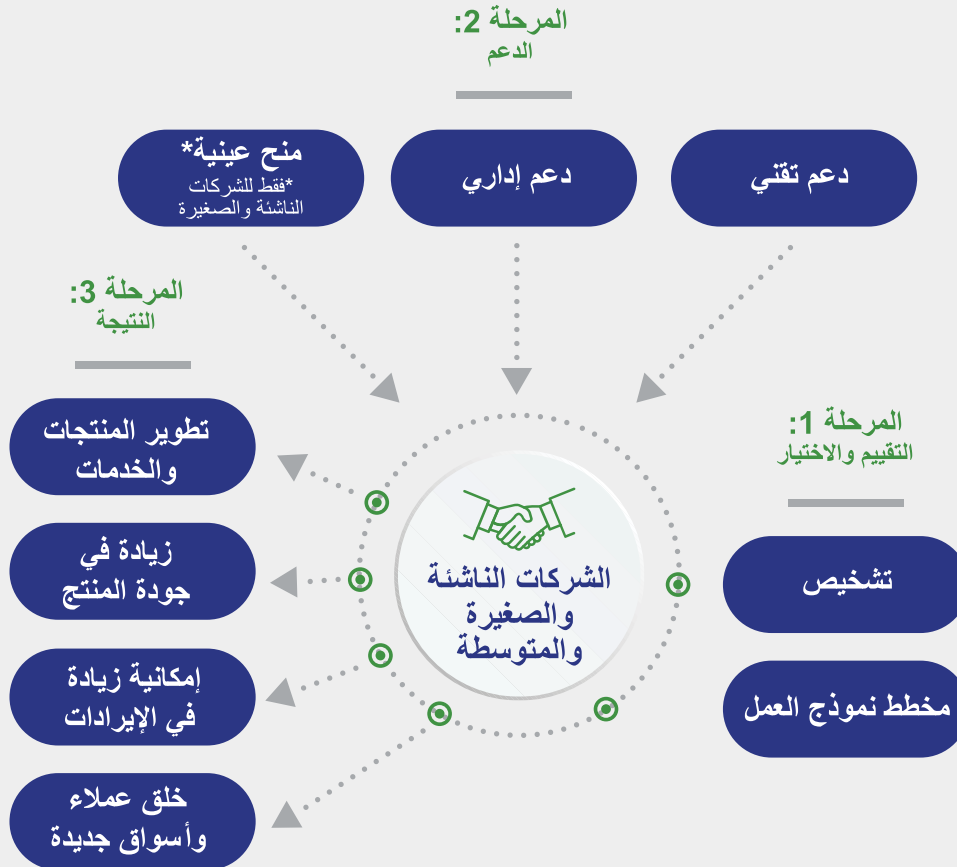 المرحلة 2:
الدعم
دعم تقني
دعم إداري
منح عينية*
*فقط للشركات
الناشئة والصغيرة
المرحلة 3:
النتيجة
تطوير المنتجات
والخدمات
زيادة في
جودة المنتج
إمكانية زيادة
في الإيرادات
خلق عملاء
وأسواق جديدة
الشركات الناشئة
والصغيرة
والمتوسطة
المرحلة 1:
التقييم والاختيار
تشخيص
مخطط نموذج العمل